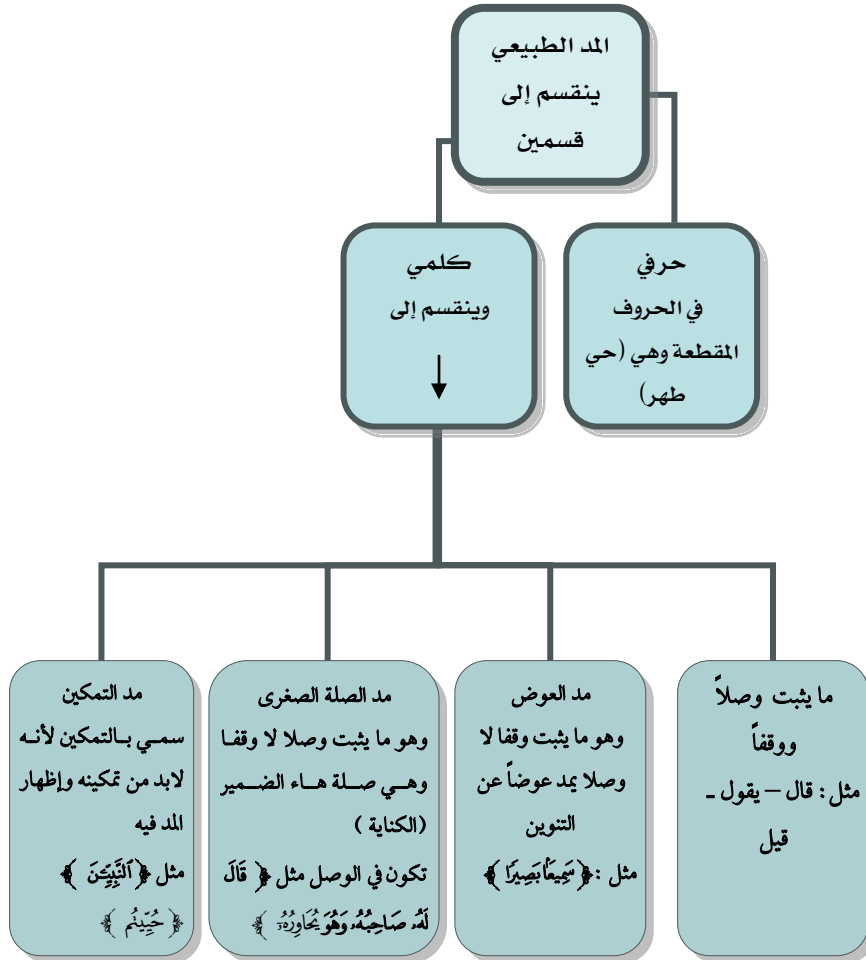 المد الطبيعي
ينقسم إلى
قسمين
حرفي
في الحروف
المقطعة وهي (حي
طهر)
كلمي
وينقسم إلى
ما يثبت وصلاً
ووقفاً
مثل : قال – يقول -
قيل
مد العوض
وهو ما يثبت وقفا لا
وصلا يمد عوضاً عن
التنوين
مثل : ﴿ سَمِيعًا بَصِيرًا ﴾
مد الصلة الصغرى
وهو ما يثبت وصلا لا وقفا
وهي صلة هاء الضمير
(الكناية )
تكون في الوصل مثل ﴿ قَالَ
لَهُۥ صَاحِبُهُۥ وَهُوَ يُحَاوِرُهُۥٓ ﴾
مد التمكين
سمي بالتمكين لأنه
لابد من تمكينه وإظهار
المد فيه
مثل ﴿ ٱلنَّبِيِّـۧنَ ﴾
﴿ حُيِّيتُم ﴾